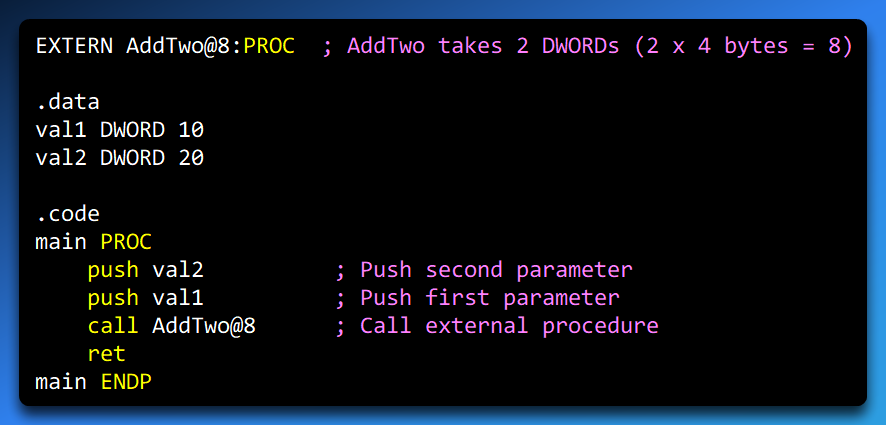 EXTERN AddTwo@8:PROC  ; AddTwo takes 2 DWORDs (2 x 4 bytes = 8)
.data
val1 DWORD 10
val2 DWORD 20
.code
main PROC
    push val2          ; Push second parameter
    push val1          ; Push first parameter
    call AddTwo@8      ; Call external procedure
    ret
main ENDP